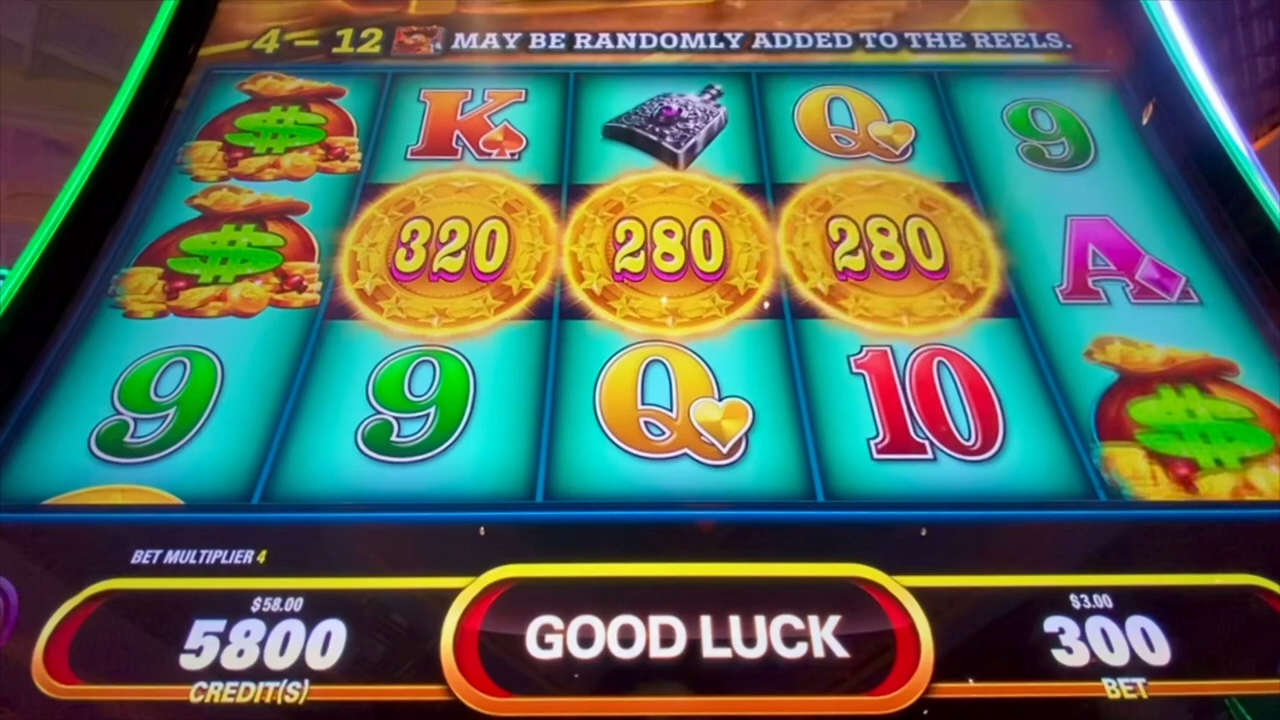 4 – 12 MAY BE RANDOMLY ADDED TO THE REELS.
$ K Q 9
$ 320 280 280 A
9 9 Q 10 $
BET MULTIPLIER 4
$58.00 $3.00
5800 GOOD LUCK 300
CREDIT(S) BET